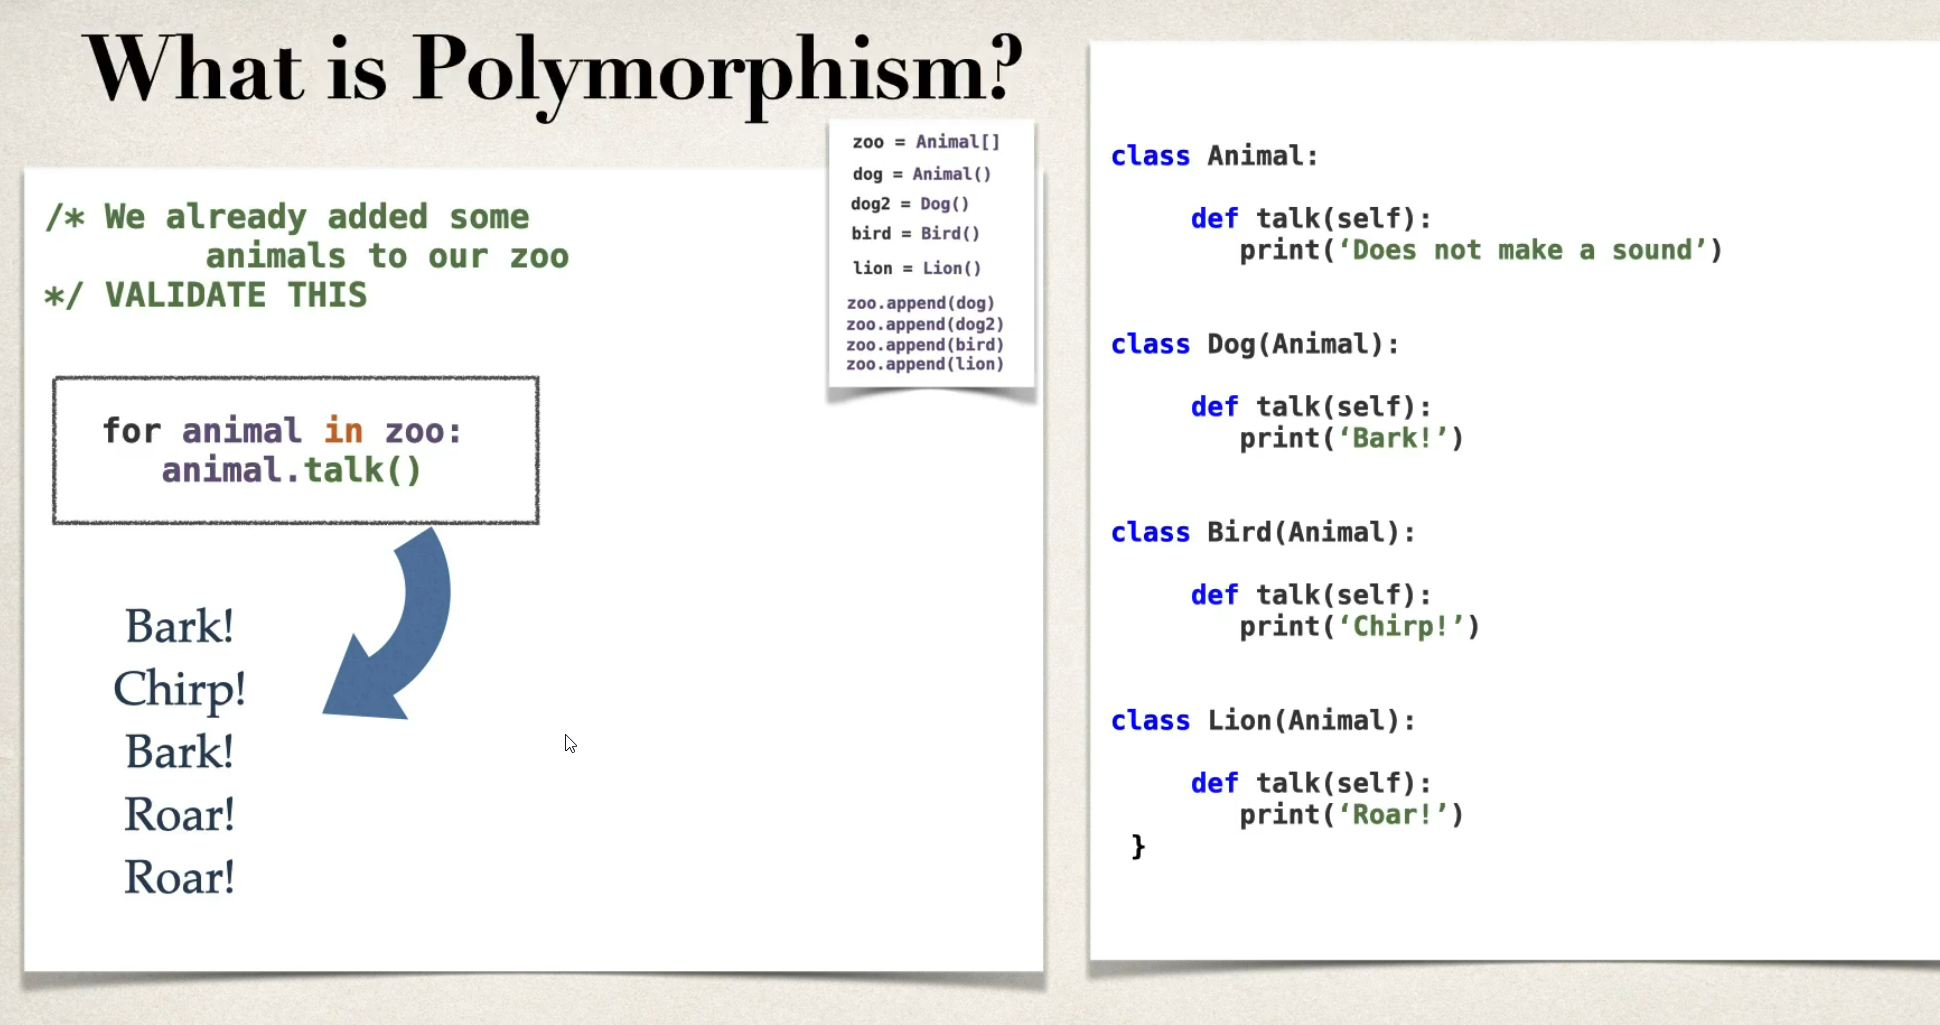 What is Polymorphism?
zoo = Animal[]
dog = Animal()
dog2 = Dog()
bird = Bird()
lion = Lion()
zoo.append(dog)
zoo.append(dog2)
zoo.append(bird)
zoo.append(lion)
/* We already added some
animals to our zoo
*/ VALIDATE THIS
for animal in zoo:
animal.talk()
Bark!
Chirp!
Bark!
Roar!
Roar!
class Animal:
def talk(self):
print(‘Does not make a sound’)
class Dog(Animal):
def talk(self):
print(‘Bark!’)
class Bird(Animal):
def talk(self):
print(‘Chirp!’)
class Lion(Animal):
def talk(self):
print(‘Roar!’)
}